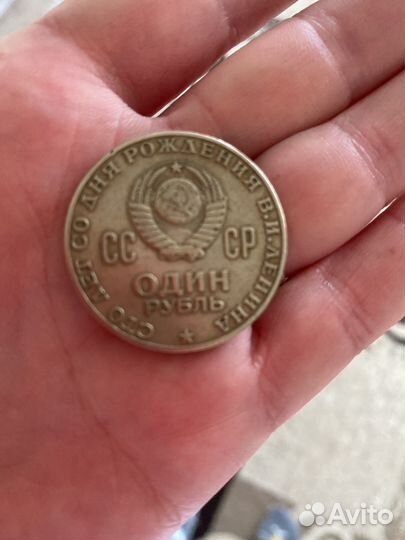 СТО ЛЕТ СО ДНЯ РОЖДЕНИЯ В.И.ЛЕНИНА
СС СР
ОДИН
РУБЛЬ
Avito